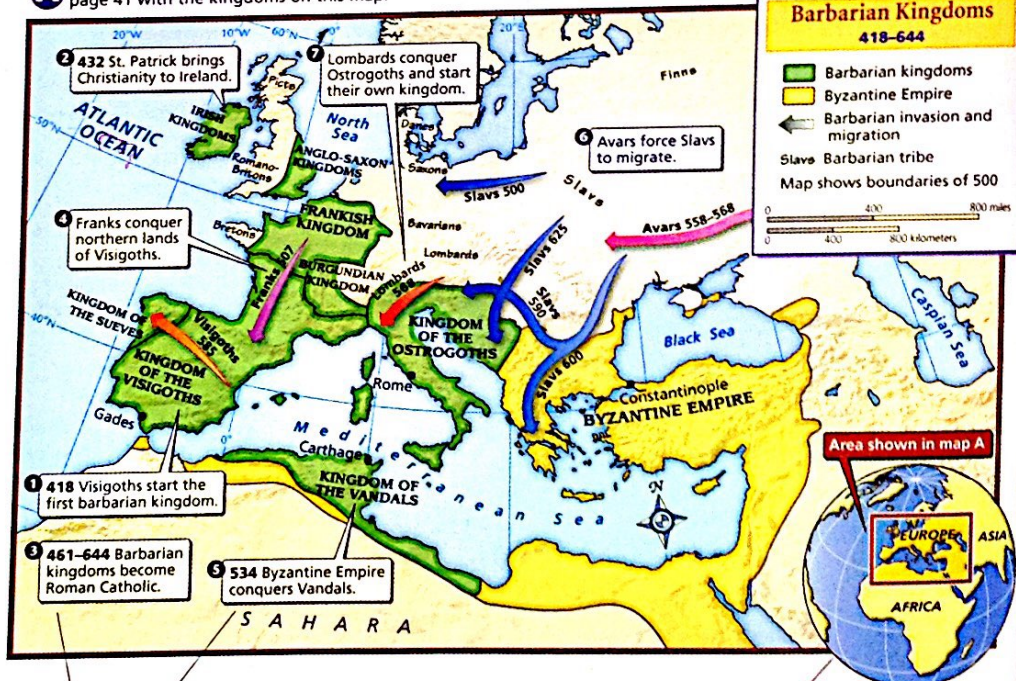 page 41 with the kingdoms on this map.
Barbarian Kingdoms
418–644
Barbarian kingdoms
Byzantine Empire
Barbarian invasion and
migration
Slavs Barbarian tribe
Map shows boundaries of 500
0 400 800 miles
0 400 800 kilometers
20°W
10°W
60°N
0°
20°E
2 432 St. Patrick brings
Christianity to Ireland.
7 Lombards conquer
Ostrogoths and start
their own kingdom.
6 Avars force Slavs
to migrate.
4 Franks conquer
northern lands
of Visigoths.
1 418 Visigoths start the
first barbarian kingdom.
3 461–644 Barbarian
kingdoms become
Roman Catholic.
5 534 Byzantine Empire
conquers Vandals.
ATLANTIC
OCEAN
50°N
40°N
0°
Picts
IRISH
KINGDOMS
North
Sea
Romano-
Britons
ANGLO-SAXON
KINGDOMS
Danes
Saxons
Finns
Slavs
Slavs 500
Avars 558–568
Bretons
FRANKISH
KINGDOM
Bavarians
Lombards
Slavs 625
Slavs
590
Slavs 600
Franks 507
BURGUNDIAN
KINGDOM
Lombards
568
KINGDOM OF
THE SUEVES
Visigoths
585
KINGDOM
OF THE
VISIGOTHS
Gades
KINGDOM
OF THE
OSTROGOTHS
Rome
Black Sea
Caspian Sea
Constantinople
BYZANTINE EMPIRE
Mediterranean Sea
Carthage
KINGDOM OF
THE VANDALS
N
SAHARA
Area shown in map A
EUROPE
ASIA
AFRICA